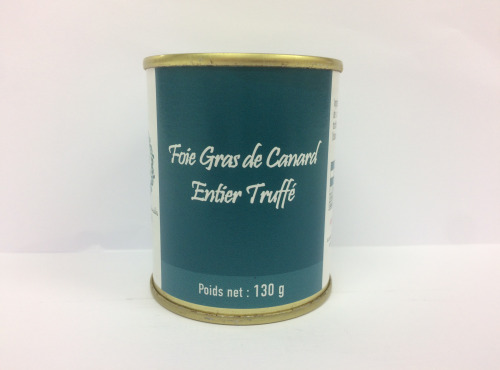 Foie Gras de Canard
Entier Truffé
Poids net : 130 g